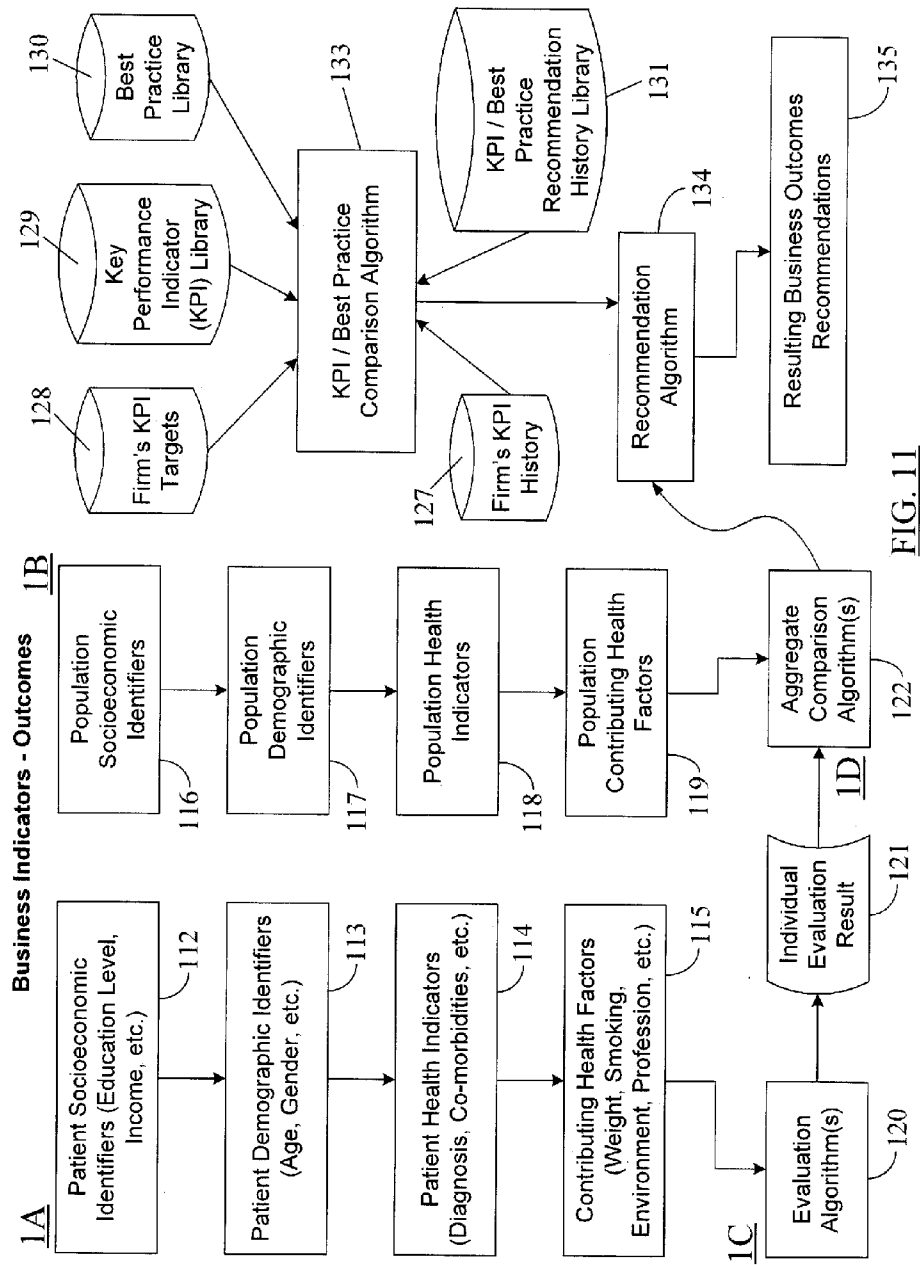 Business Indicators - Outcomes
1A
Patient Socioeconomic
Identifiers (Education Level,
Income, etc.)
112
Patient Demographic Identifiers
(Age, Gender, etc.)
113
Patient Health Indicators
(Diagnosis, Co-morbidities, etc.)
114
Contributing Health Factors
(Weight, Smoking,
Environment, Profession, etc.)
115
1C
Evaluation
Algorithm(s)
120
Individual
Evaluation
Result
121
1B
Population
Socioeconomic
Identifiers
116
Population
Demographic
Identifiers
117
Population Health
Indicators
118
Population
Contributing Health
Factors
119
1D
Aggregate
Comparison
Algorithm(s)
122
Firm's KPI
Targets
128
Key
Performance
Indicator
(KPI) Library
129
Best
Practice
Library
130
KPI / Best Practice
Comparison Algorithm
133
Firm's KPI
History
127
KPI / Best
Practice
Recommendation
History Library
131
Recommendation
Algorithm
134
Resulting Business Outcomes
Recommendations
135
FIG. 11